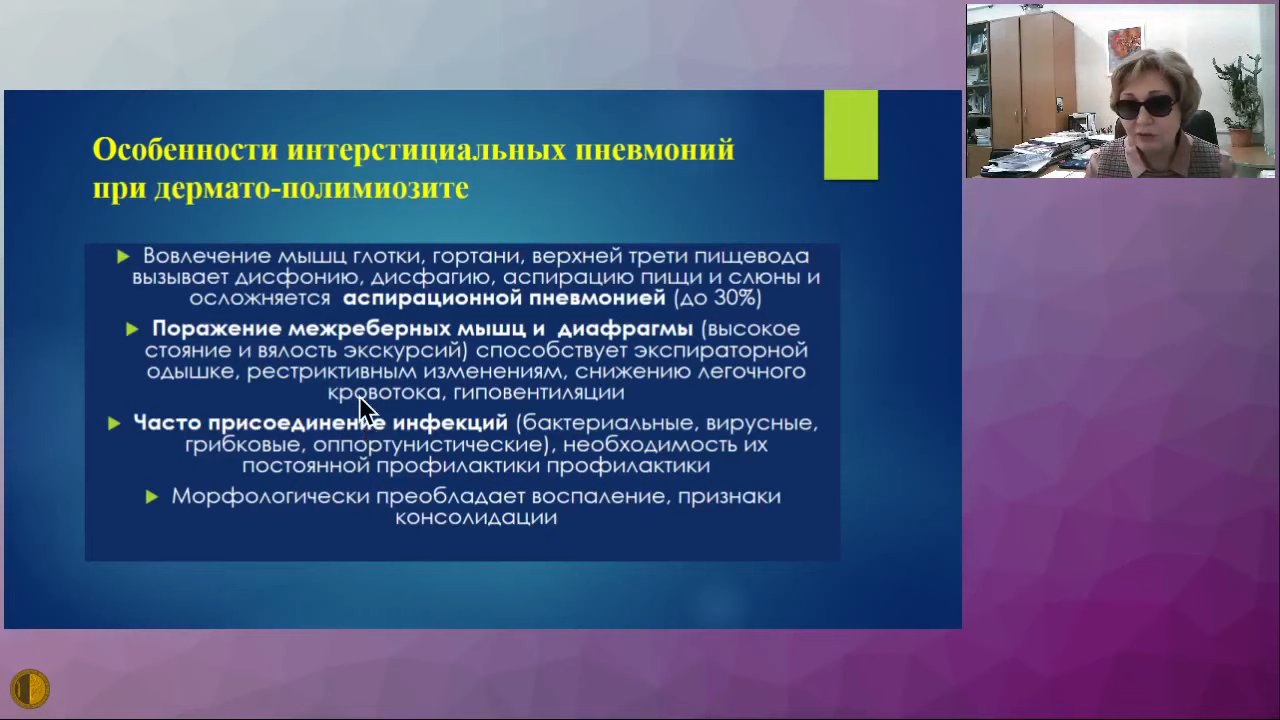 Особенности интерстициальных пневмоний
при дермато-полимиозите
Вовлечение мышц глотки, гортани, верхней трети пищевода
вызывает дисфонию, дисфагию, аспирацию пищи и слюны и
осложняется аспирационной пневмонией (до 30%)
Поражение межреберных мышц и диафрагмы (высокое
стояние и вялость экскурсий) способствует экспираторной
одышке, рестриктивным изменениям, снижению легочного
кровотока, гиповентиляции
Часто присоединение инфекций (бактериальные, вирусные,
грибковые, оппортунистические), необходимость их
постоянной профилактики профилактики
Морфологически преобладает воспаление, признаки
консолидации